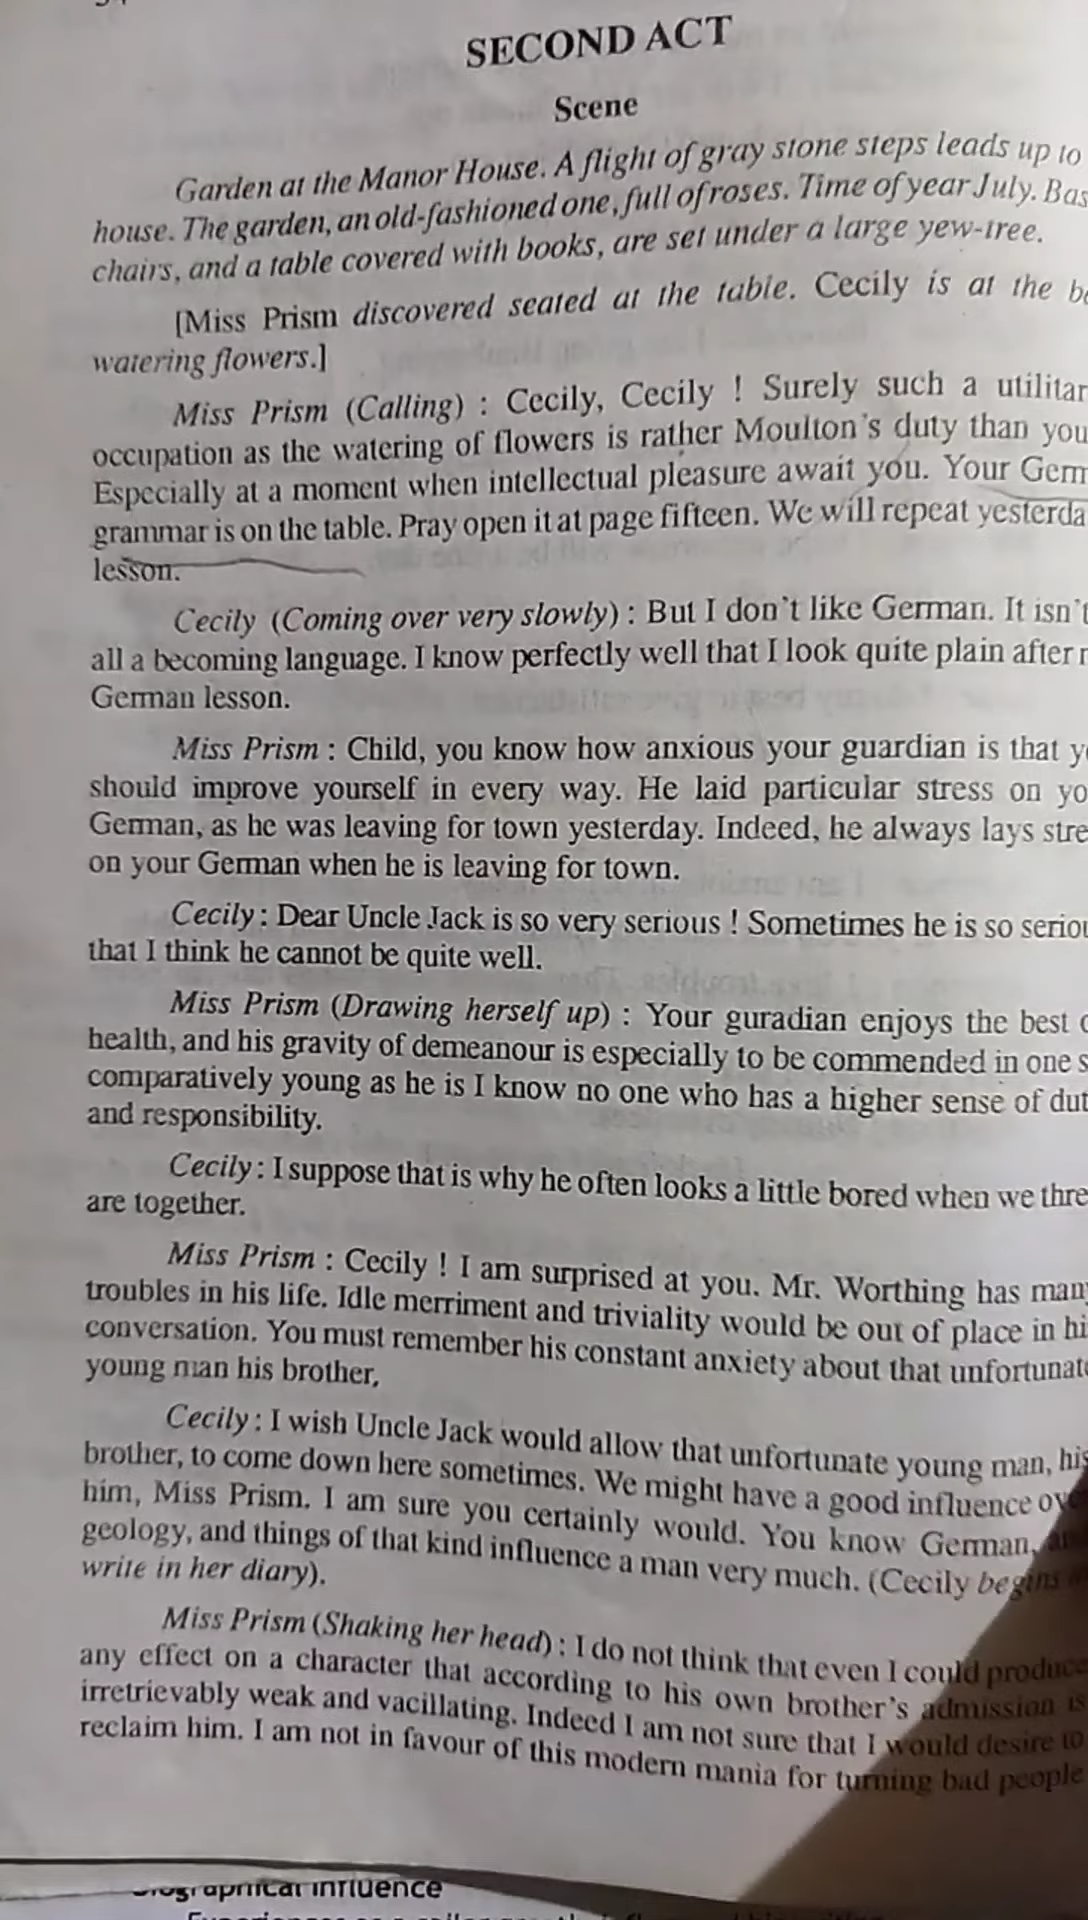 SECOND ACT
Scene
Garden at the Manor House. A flight of gray stone steps leads up to
house. The garden, an old-fashioned one, full of roses. Time of year July. Bas
chairs, and a table covered with books, are set under a large yew-tree.
[Miss Prism discovered seated at the table. Cecily is at the
watering flowers.]
Miss Prism (Calling) : Cecily, Cecily ! Surely such a utilitar
occupation as the watering of flowers is rather Moulton's duty than you
Especially at a moment when intellectual pleasure await you. Your Germ
grammar is on the table. Pray open it at page fifteen. We will repeat yesterda
lesson.
Cecily (Coming over very slowly) : But I don't like German. It isn't
all a becoming language. I know perfectly well that I look quite plain after
German lesson.
Miss Prism : Child, you know how anxious your guardian is that y
should improve yourself in every way. He laid particular stress on yo
German, as he was leaving for town yesterday. Indeed, he always lays stre
on your German when he is leaving for town.
Cecily : Dear Uncle Jack is so very serious ! Sometimes he is so seriou
that I think he cannot be quite well.
Miss Prism (Drawing herself up) : Your guradian enjoys the best
health, and his gravity of demeanour is especially to be commended in one s
comparatively young as he is I know no one who has a higher sense of dut
and responsibility.
Cecily : I suppose that is why he often looks a little bored when we thre
are together.
Miss Prism : Cecily ! I am surprised at you. Mr. Worthing has man
troubles in his life. Idle merriment and triviality would be out of place in hi
conversation. You must remember his constant anxiety about that unfortunat
young man his brother,
Cecily : I wish Uncle Jack would allow that unfortunate young man, his
brother, to come down here sometimes. We might have a good influence ov
him, Miss Prism. I am sure you certainly would. You know German,
geology, and things of that kind influence a man very much. (Cecily begins
write in her diary).
Miss Prism (Shaking her head) : I do not think that even I could produce
any effect on a character that according to his own brother's admission is
irretrievably weak and vacillating. Indeed I am not sure that I would desire to
reclaim him. I am not in favour of this modern mania for turning bad people
influence